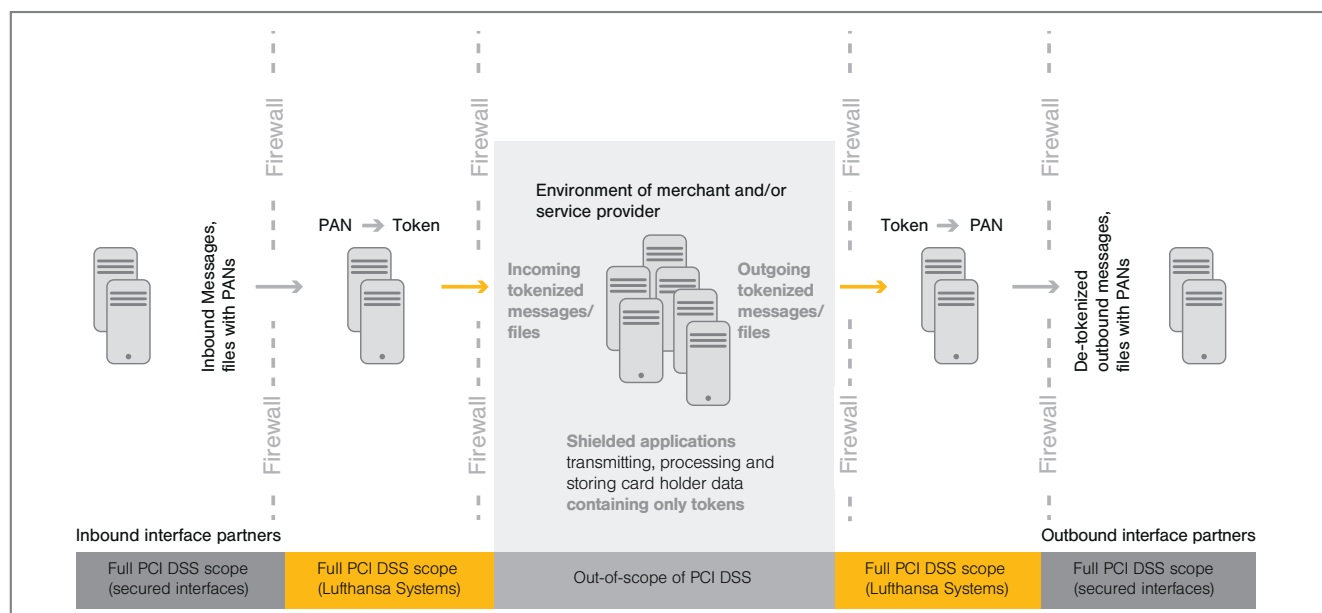 Firewall
Firewall
Firewall
Firewall
Environment of merchant and/or
service provider
PAN → Token
Token → PAN
Inbound Messages,
files with PANs
Incoming
tokenized
messages/
files
Outgoing
tokenized
messages/
files
De-tokenized
outbound messages,
files with PANs
Firewall
Firewall
Firewall
Firewall
Shielded applications
transmitting, processing and
storing card holder data
containing only tokens
Inbound interface partners
Outbound interface partners
Full PCI DSS scope
(secured interfaces)
Full PCI DSS scope
(Lufthansa Systems)
Out-of-scope of PCI DSS
Full PCI DSS scope
(Lufthansa Systems)
Full PCI DSS scope
(secured interfaces)